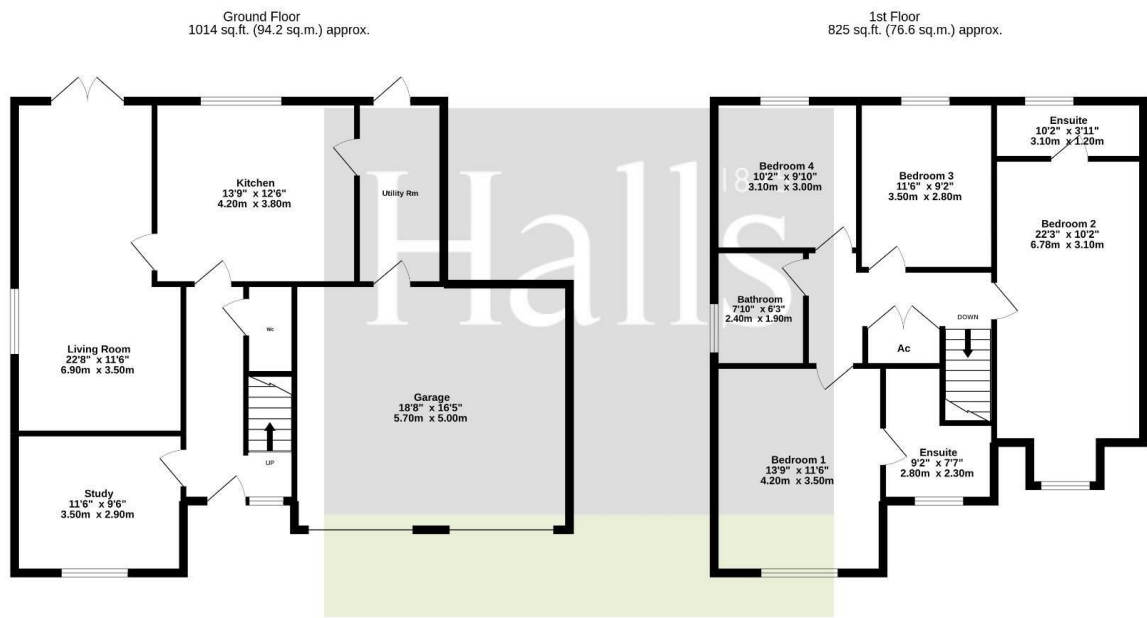 Ground Floor
1014 sq.ft. (94.2 sq.m.) approx.
1st Floor
825 sq.ft. (76.6 sq.m.) approx.
Kitchen
13'9" x 12'6"
4.20m x 3.80m
Utility Rm
Living Room
22'8" x 11'6"
6.90m x 3.50m
Wc
Garage
18'8" x 16'5"
5.70m x 5.00m
UP
Study
11'6" x 9'6"
3.50m x 2.90m
Halls
Bedroom 4
10'2" x 9'10"
3.10m x 3.00m
Bedroom 3
11'6" x 9'2"
3.50m x 2.80m
Ensuite
10'2" x 3'11"
3.10m x 1.20m
Bedroom 2
22'3" x 10'2"
6.78m x 3.10m
Bathroom
7'10" x 6'3"
2.40m x 1.90m
DOWN
Ac
Bedroom 1
13'9" x 11'6"
4.20m x 3.50m
Ensuite
9'2" x 7'7"
2.80m x 2.30m